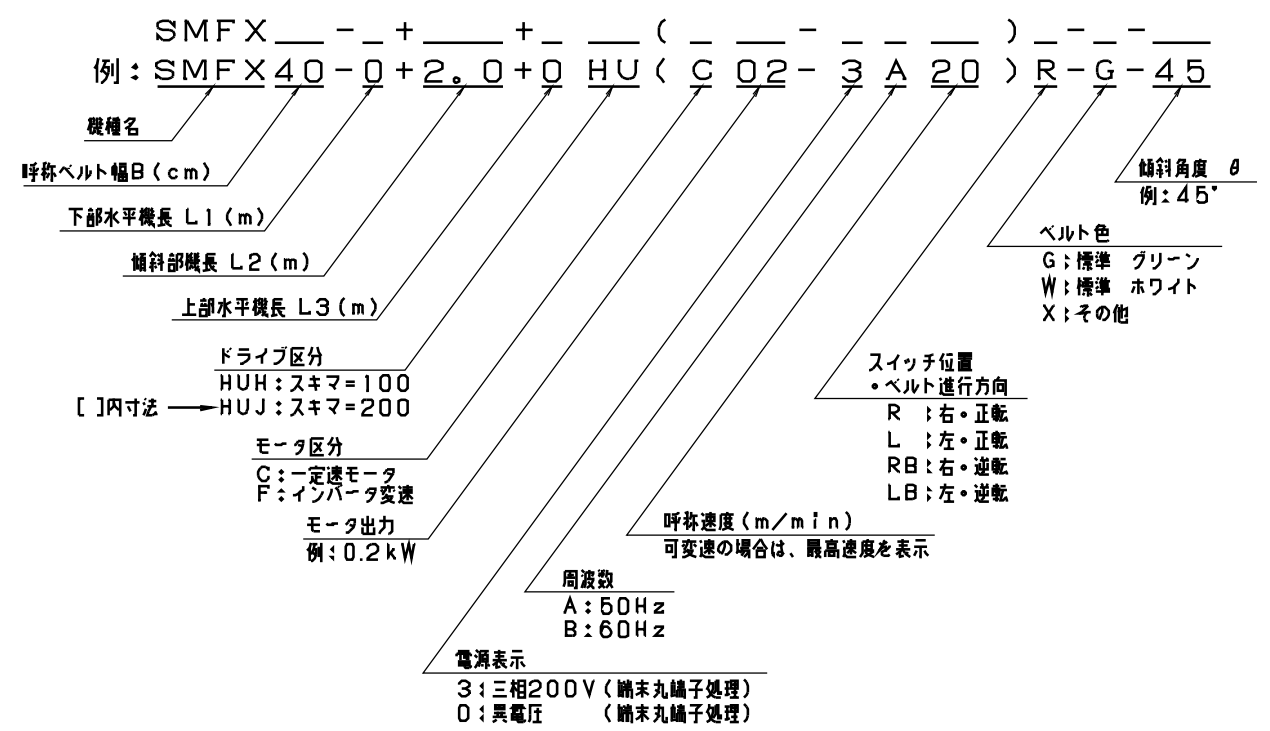 SMFX＿-＿+＿+＿ ＿(＿ ＿-＿ ＿ ＿)＿-＿-＿
例:SMFX40-0+2.0+0 HU(C02-3A20)R-G-45
機種名
呼称ベルト幅B(cm)
下部水平機長 L1(m)
傾斜部機長 L2(m)
上部水平機長 L3(m)
ドライブ区分
HUH:スキマ=100
[ ]内寸法 HUJ:スキマ=200
モータ区分
C:一定速モータ
F:インバータ変速
モータ出力
例:0.2kW
電源表示
3:三相200V(端末丸端子処理)
0:異電圧 (端末丸端子処理)
周波数
A:50Hz
B:60Hz
呼称速度(m/min)
可変速の場合は、最高速度を表示
スイッチ位置
・ベルト進行方向
R :右・正転
L :左・正転
RB:右・逆転
LB:左・逆転
ベルト色
G:標準 グリーン
W:標準 ホワイト
X:その他
傾斜角度 θ
例:45°